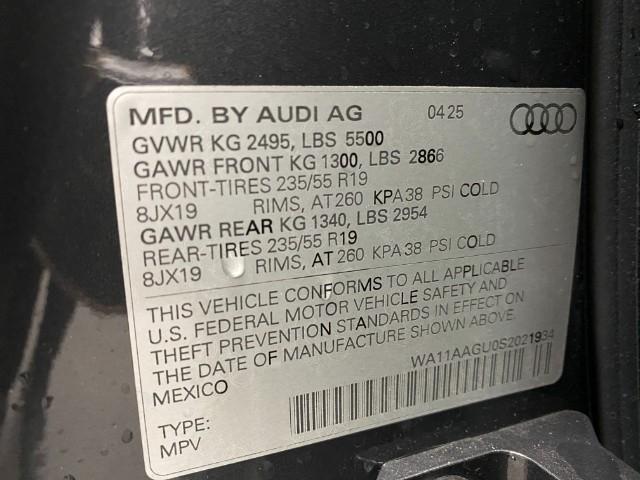 MFD. BY AUDI AG 04 25
GVWR KG 2495, LBS 5500
GAWR FRONT KG 1300, LBS 2866
FRONT-TIRES 235/55 R19
8JX19 RIMS, AT 260 KPA 38 PSI COLD
GAWR REAR KG 1340, LBS 2954
REAR-TIRES 235/55 R19
8JX19 RIMS, AT 260 KPA 38 PSI COLD
THIS VEHICLE CONFORMS TO ALL APPLICABLE
U.S. FEDERAL MOTOR VEHICLE SAFETY AND
THEFT PREVENTION STANDARDS IN EFFECT ON
THE DATE OF MANUFACTURE SHOWN ABOVE.
MEXICO WA11AAGU0S2021934
TYPE:
MPV